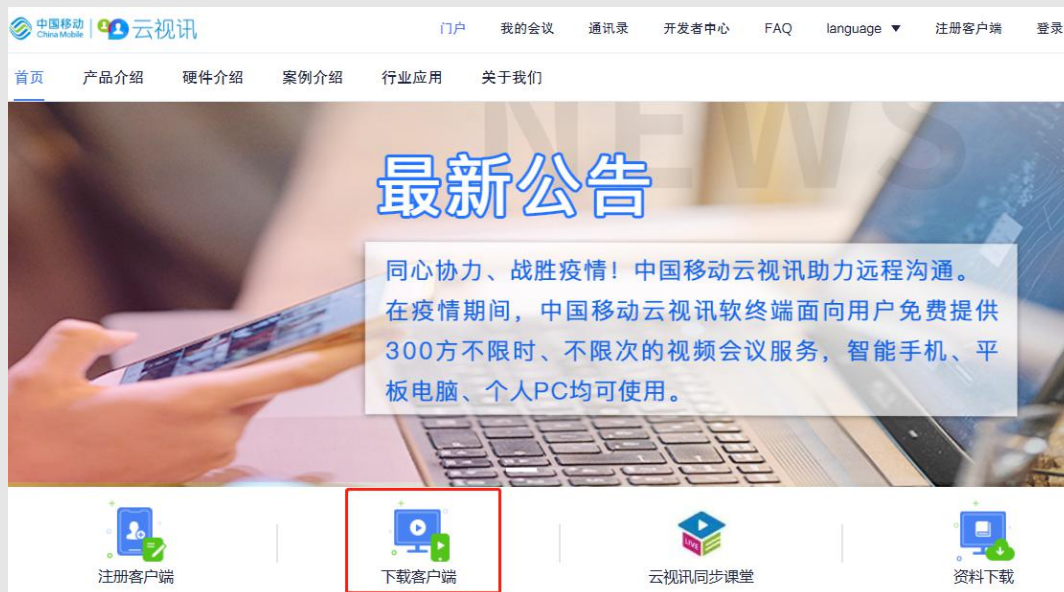 中国移动
China Mobile
云视讯
门户 我的会议 通讯录 开发者中心 FAQ language ▼ 注册客户端 登录
首页 产品介绍 硬件介绍 案例介绍 行业应用 关于我们
NEWS
最新公告
同心协力、战胜疫情！中国移动云视讯助力远程沟通。
在疫情期间，中国移动云视讯软终端面向用户免费提供
300方不限时、不限次的视频会议服务，智能手机、平
板电脑、个人PC均可使用。
LIVE
注册客户端 下载客户端 云视讯同步课堂 资料下载